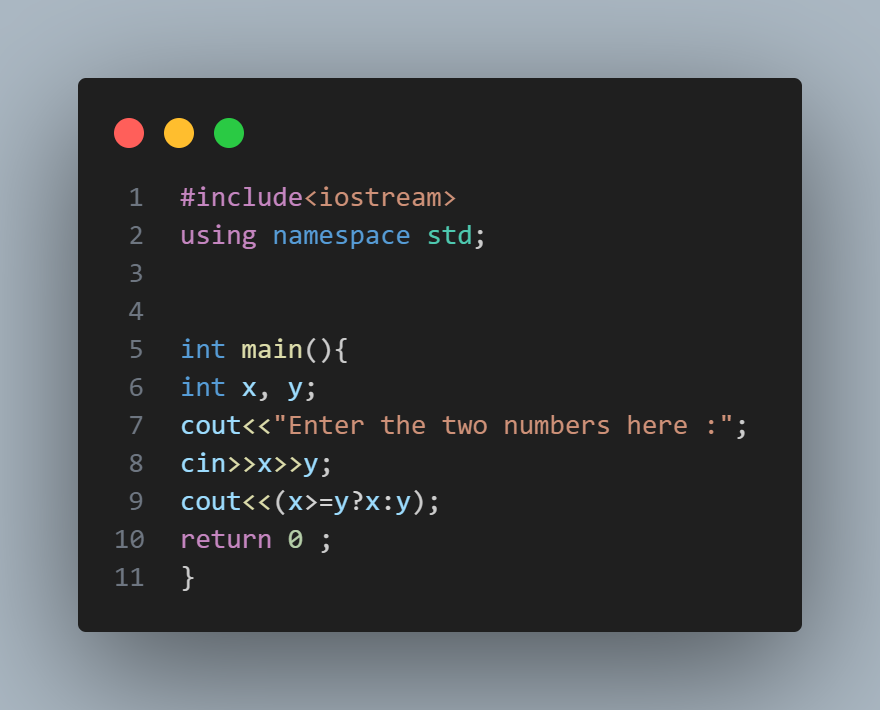 1 #include<iostream>
2 using namespace std;
3
4
5 int main(){
6 int x, y;
7 cout<<"Enter the two numbers here :";
8 cin>>x>>y;
9 cout<<(x>=y?x:y);
10 return 0 ;
11 }